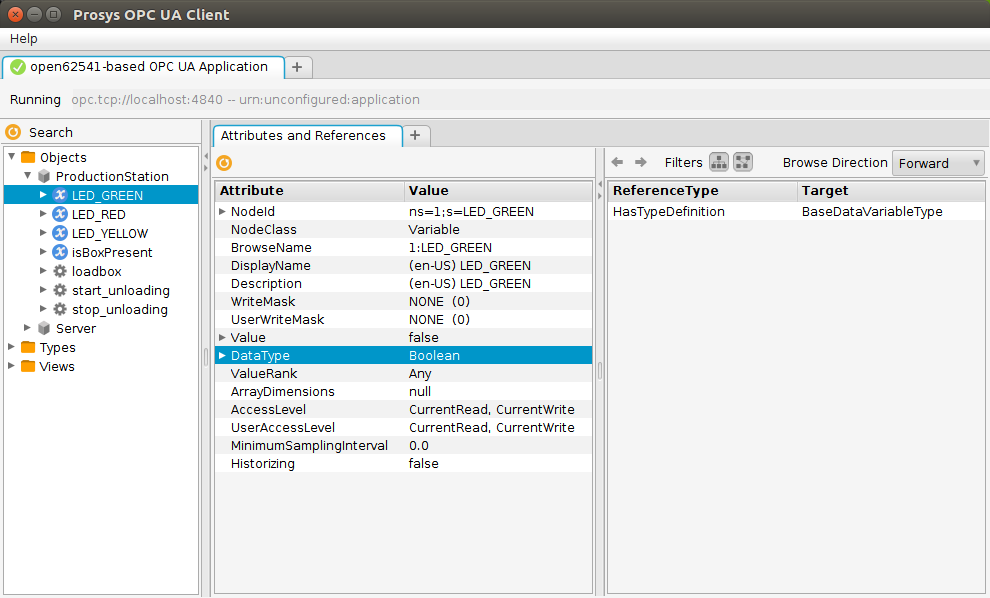 Prosys OPC UA Client
Help
open62541-based OPC UA Application
+
Running opc.tcp://localhost:4840 -- urn:unconfigured:application
Search
Objects
ProductionStation
LED_GREEN
LED_RED
LED_YELLOW
isBoxPresent
loadbox
start_unloading
stop_unloading
Server
Types
Views
Attributes and References
+
Attribute Value
NodeId ns=1;s=LED_GREEN
NodeClass Variable
BrowseName 1:LED_GREEN
DisplayName (en-US) LED_GREEN
Description (en-US) LED_GREEN
WriteMask NONE (0)
UserWriteMask NONE (0)
Value false
DataType Boolean
ValueRank Any
ArrayDimensions null
AccessLevel CurrentRead, CurrentWrite
UserAccessLevel CurrentRead, CurrentWrite
MinimumSamplingInterval 0.0
Historizing false
Filters Browse Direction Forward
ReferenceType Target
HasTypeDefinition BaseDataVariableType